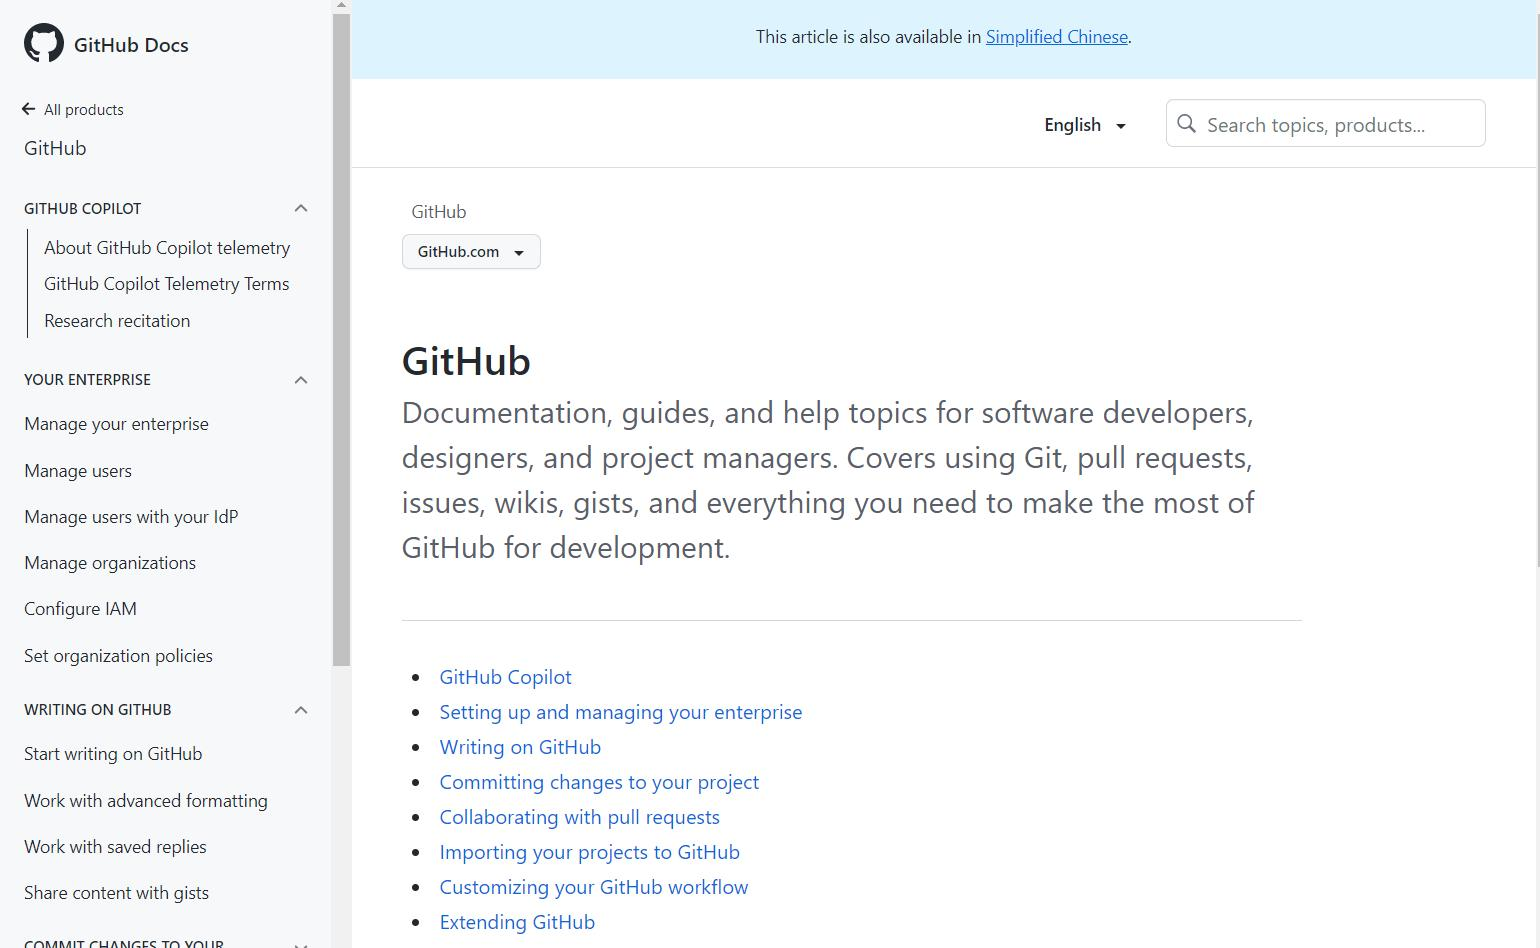 GitHub Docs
All products
GitHub
GITHUB COPILOT
About GitHub Copilot telemetry
GitHub Copilot Telemetry Terms
Research recitation
YOUR ENTERPRISE
Manage your enterprise
Manage users
Manage users with your IdP
Manage organizations
Configure IAM
Set organization policies
WRITING ON GITHUB
Start writing on GitHub
Work with advanced formatting
Work with saved replies
Share content with gists
COMMIT CHANGES TO YOUR
This article is also available in Simplified Chinese.
English
Search topics, products...
GitHub
GitHub.com
GitHub
Documentation, guides, and help topics for software developers,
designers, and project managers. Covers using Git, pull requests,
issues, wikis, gists, and everything you need to make the most of
GitHub for development.
GitHub Copilot
Setting up and managing your enterprise
Writing on GitHub
Committing changes to your project
Collaborating with pull requests
Importing your projects to GitHub
Customizing your GitHub workflow
Extending GitHub